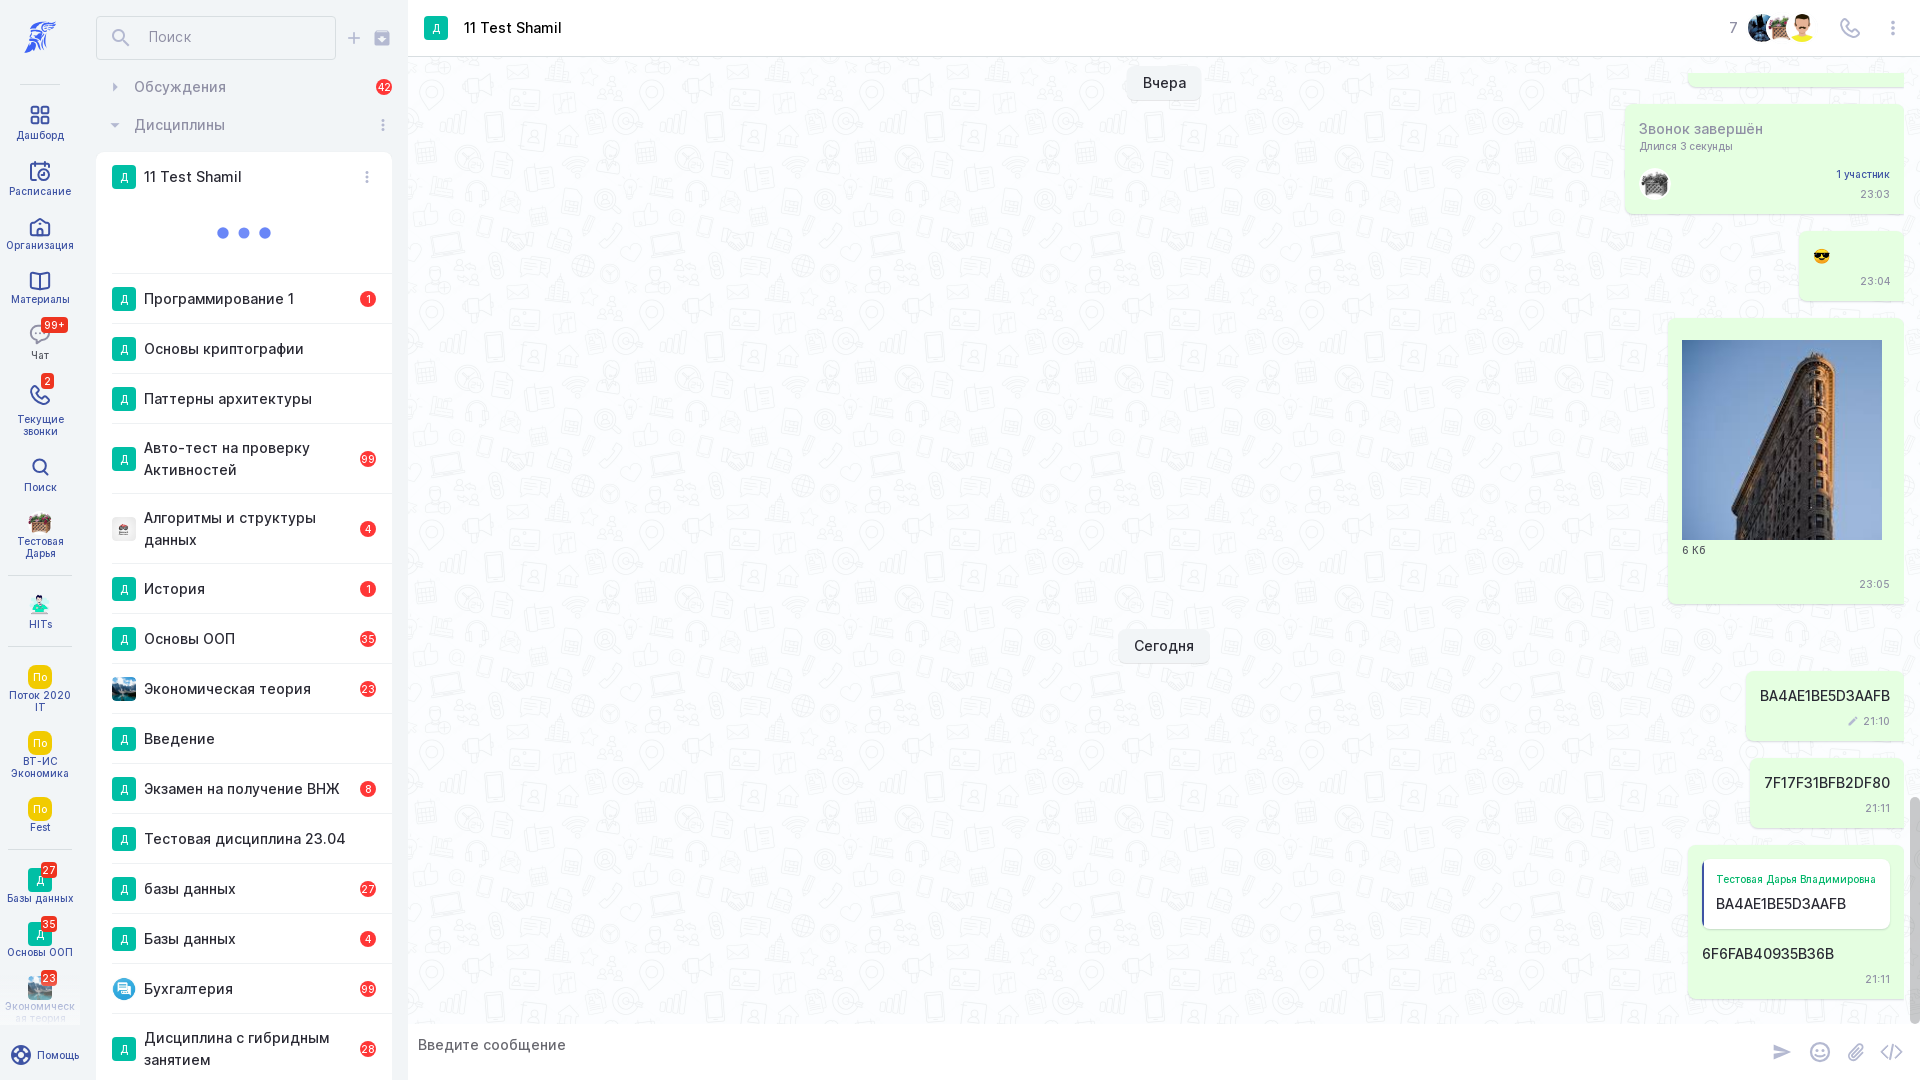 Дашборд
Расписание
Организация
Материалы
99+
Чат
2
Текущие
звонки
Поиск
Тестовая
Дарья
HITs
По
Поток 2020
IT
По
ВТ-ИС
Экономика
По
Fest
27
Д
Базы данных
35
Д
Основы ООП
23
Экономическ
ая теория
Помощь
Поиск
Обсуждения
42
Дисциплины
Д
11 Test Shamil
Д
Программирование 1
1
Д
Основы криптографии
Д
Паттерны архитектуры
Д
Авто-тест на проверку
Активностей
99
Алгоритмы и структуры
данных
4
Д
История
1
Д
Основы ООП
35
Экономическая теория
23
Д
Введение
Д
Экзамен на получение ВНЖ
8
Д
Тестовая дисциплина 23.04
Д
базы данных
27
Д
Базы данных
4
Бухгалтерия
99
Д
Дисциплина с гибридным
занятием
28
Д
11 Test Shamil
7
Вчера
Звонок завершён
Длился 3 секунды
1 участник
23:03
23:04
6 Кб
23:05
Сегодня
BA4AE1BE5D3AAFB
21:10
7F17F31BFB2DF80
21:11
Тестовая Дарья Владимировна
BA4AE1BE5D3AAFB
6F6FAB40935B36B
21:11
Введите сообщение